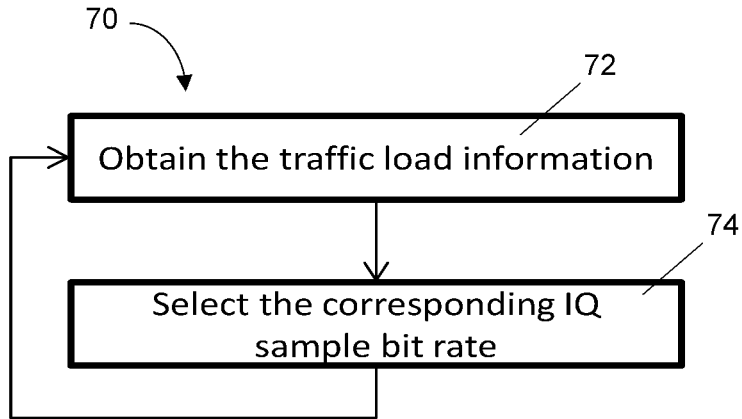 70
72
Obtain the traffic load information
74
Select the corresponding IQ
sample bit rate